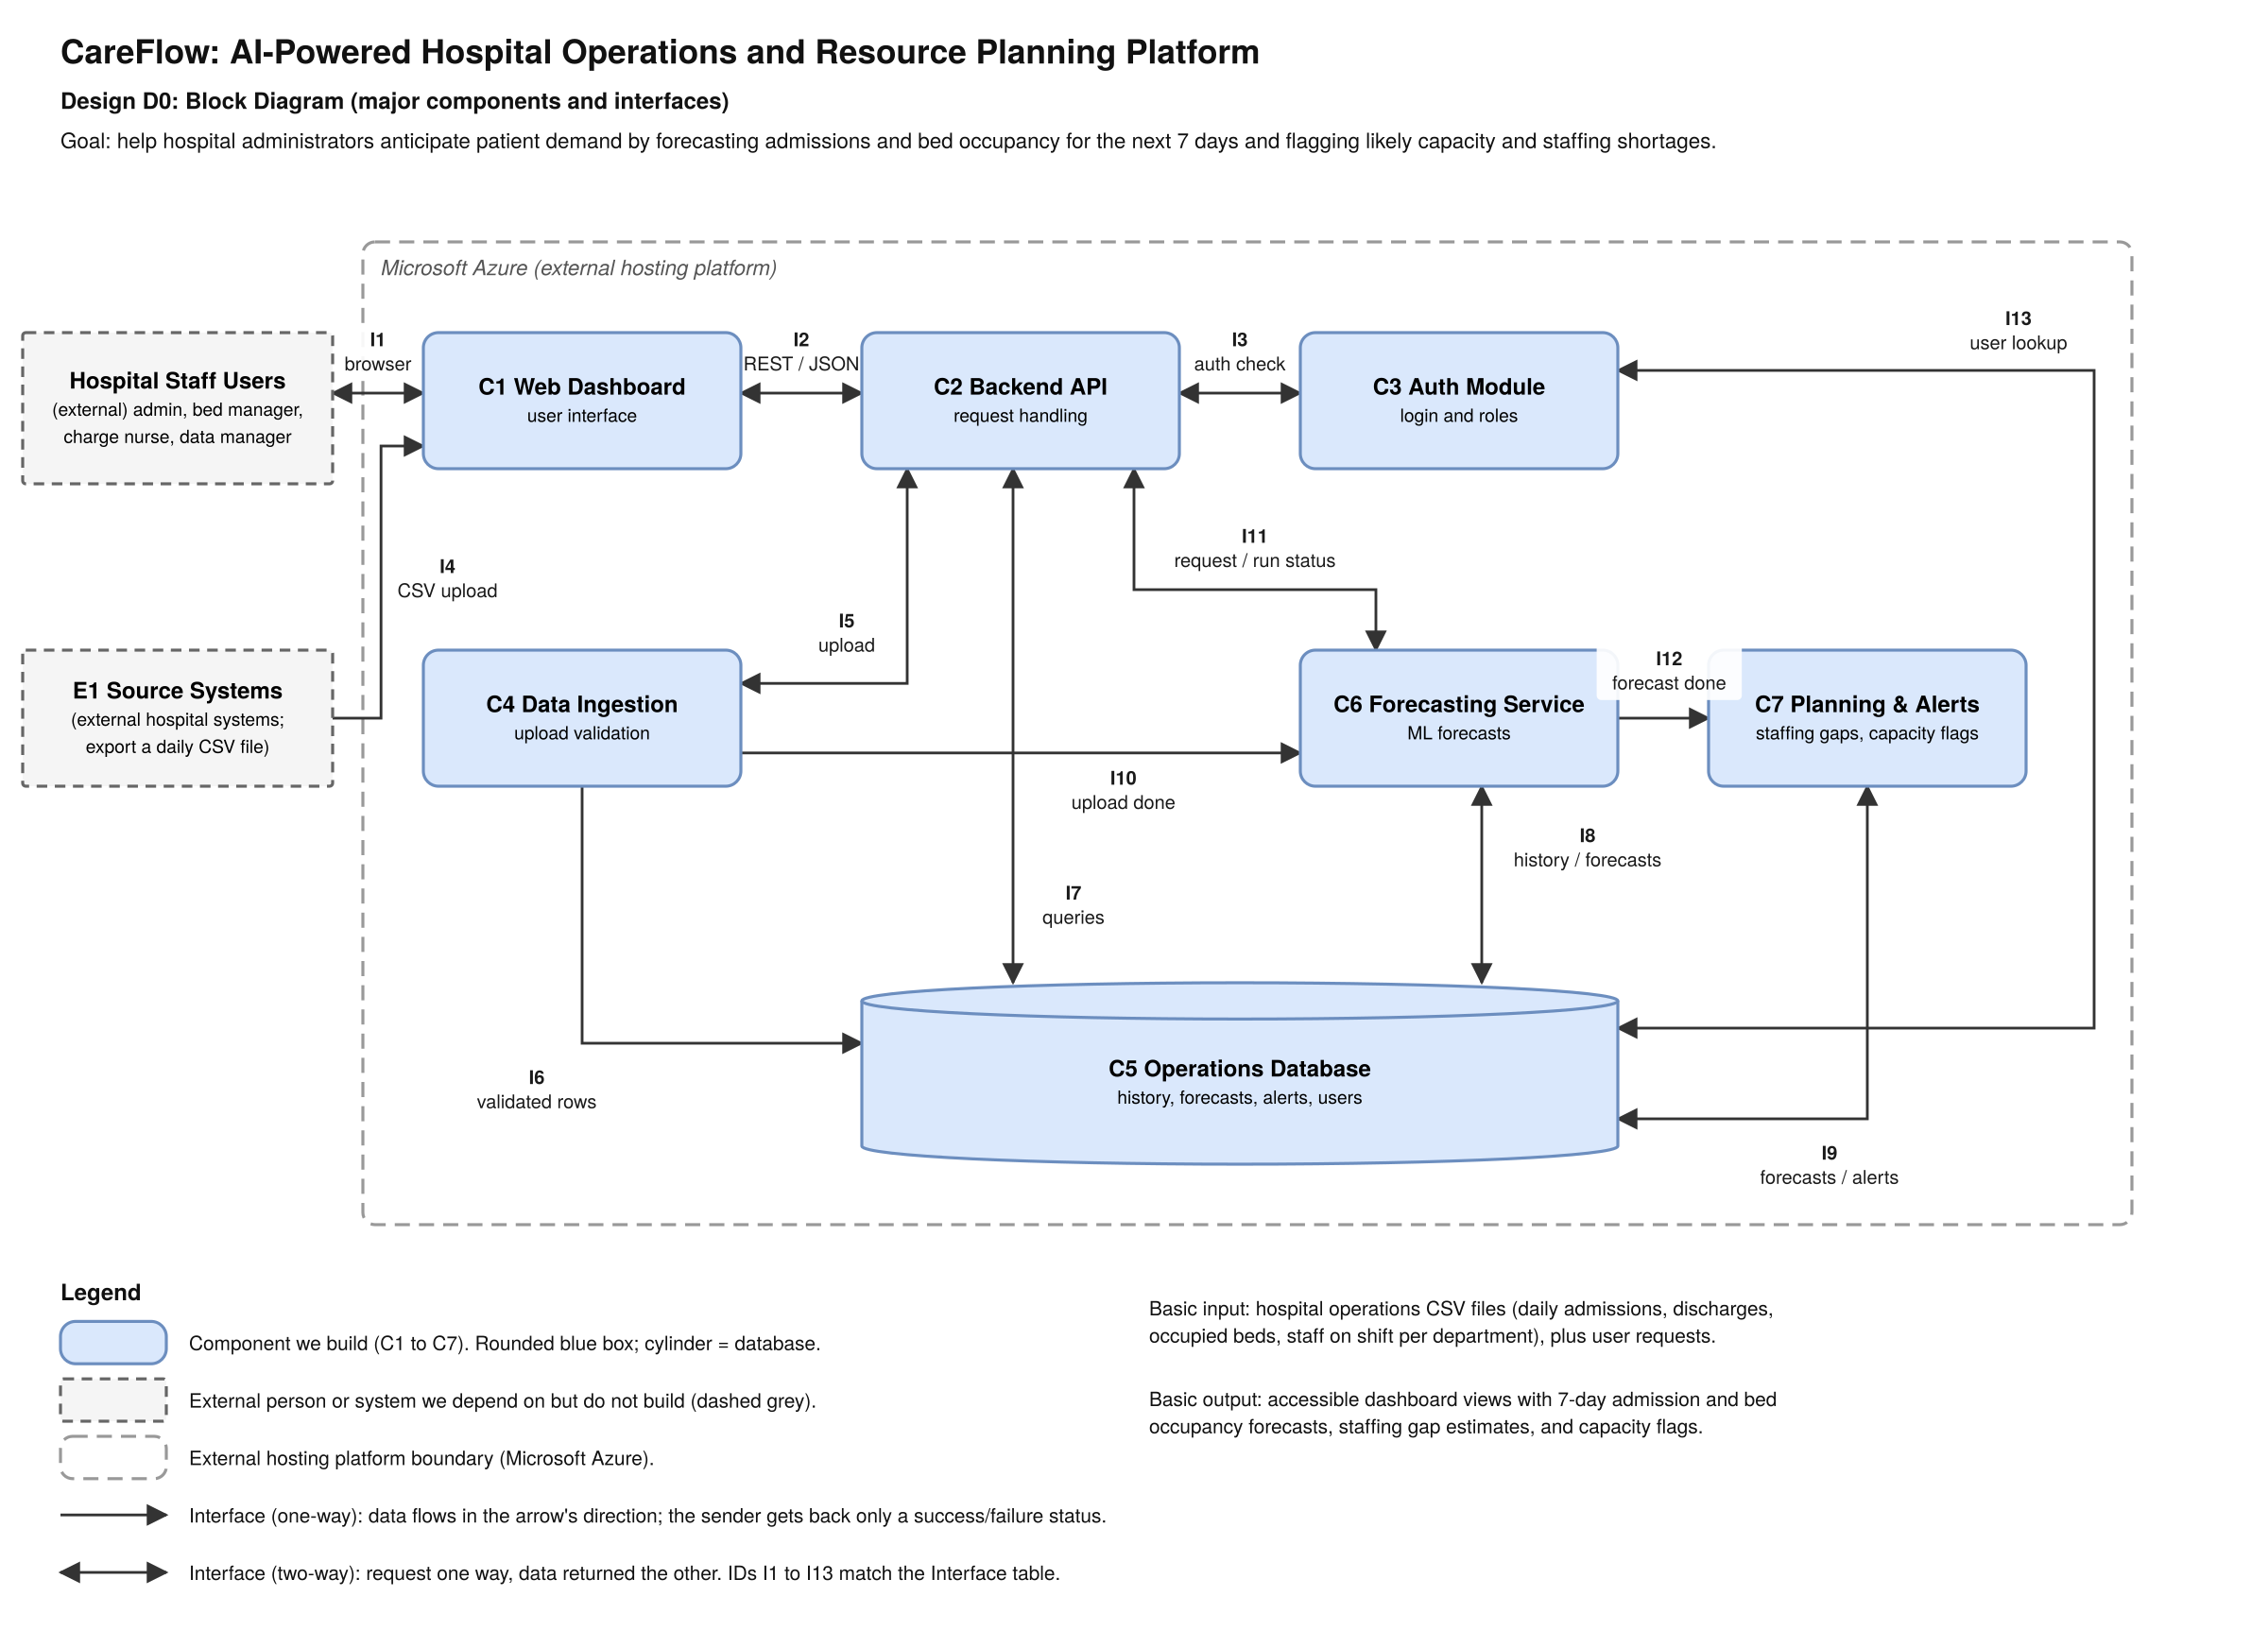 CareFlow: AI-Powered Hospital Operations and Resource Planning Platform
Design D0: Block Diagram (major components and interfaces)
Goal: help hospital administrators anticipate patient demand by forecasting admissions and bed occupancy for the next 7 days and flagging likely capacity and staffing shortages.
Microsoft Azure (external hosting platform)
I13
user lookup
I1
browser
I2
REST / JSON
I3
auth check
Hospital Staff Users
(external) admin, bed manager,
charge nurse, data manager
C1 Web Dashboard
user interface
C2 Backend API
request handling
C3 Auth Module
login and roles
I4
CSV upload
I11
request / run status
I5
upload
E1 Source Systems
(external hospital systems;
export a daily CSV file)
C4 Data Ingestion
upload validation
C6 Forecasting Service
ML forecasts
I12
forecast done
C7 Planning & Alerts
staffing gaps, capacity flags
I10
upload done
I8
history / forecasts
I7
queries
C5 Operations Database
history, forecasts, alerts, users
I6
validated rows
I9
forecasts / alerts
Legend
Component we build (C1 to C7). Rounded blue box; cylinder = database.
External person or system we depend on but do not build (dashed grey).
External hosting platform boundary (Microsoft Azure).
Interface (one-way): data flows in the arrow's direction; the sender gets back only a success/failure status.
Interface (two-way): request one way, data returned the other. IDs I1 to I13 match the Interface table.
Basic input: hospital operations CSV files (daily admissions, discharges,
occupied beds, staff on shift per department), plus user requests.
Basic output: accessible dashboard views with 7-day admission and bed
occupancy forecasts, staffing gap estimates, and capacity flags.